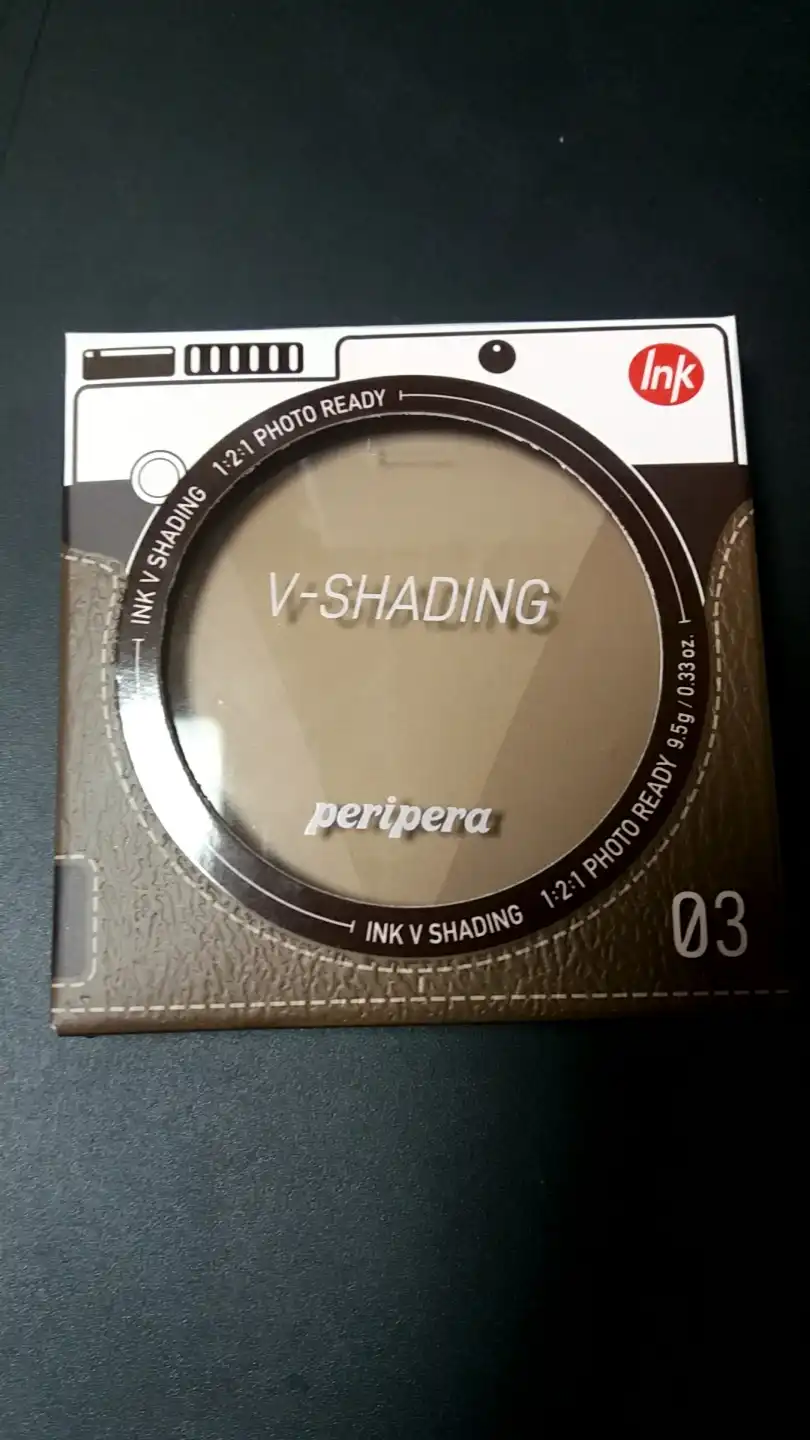 Ink
INK V SHADING 1:2:1 PHOTO READY
V-SHADING
peripera
INK V SHADING 1:2:1 PHOTO READY 9.5g / 0.33 oz.
03